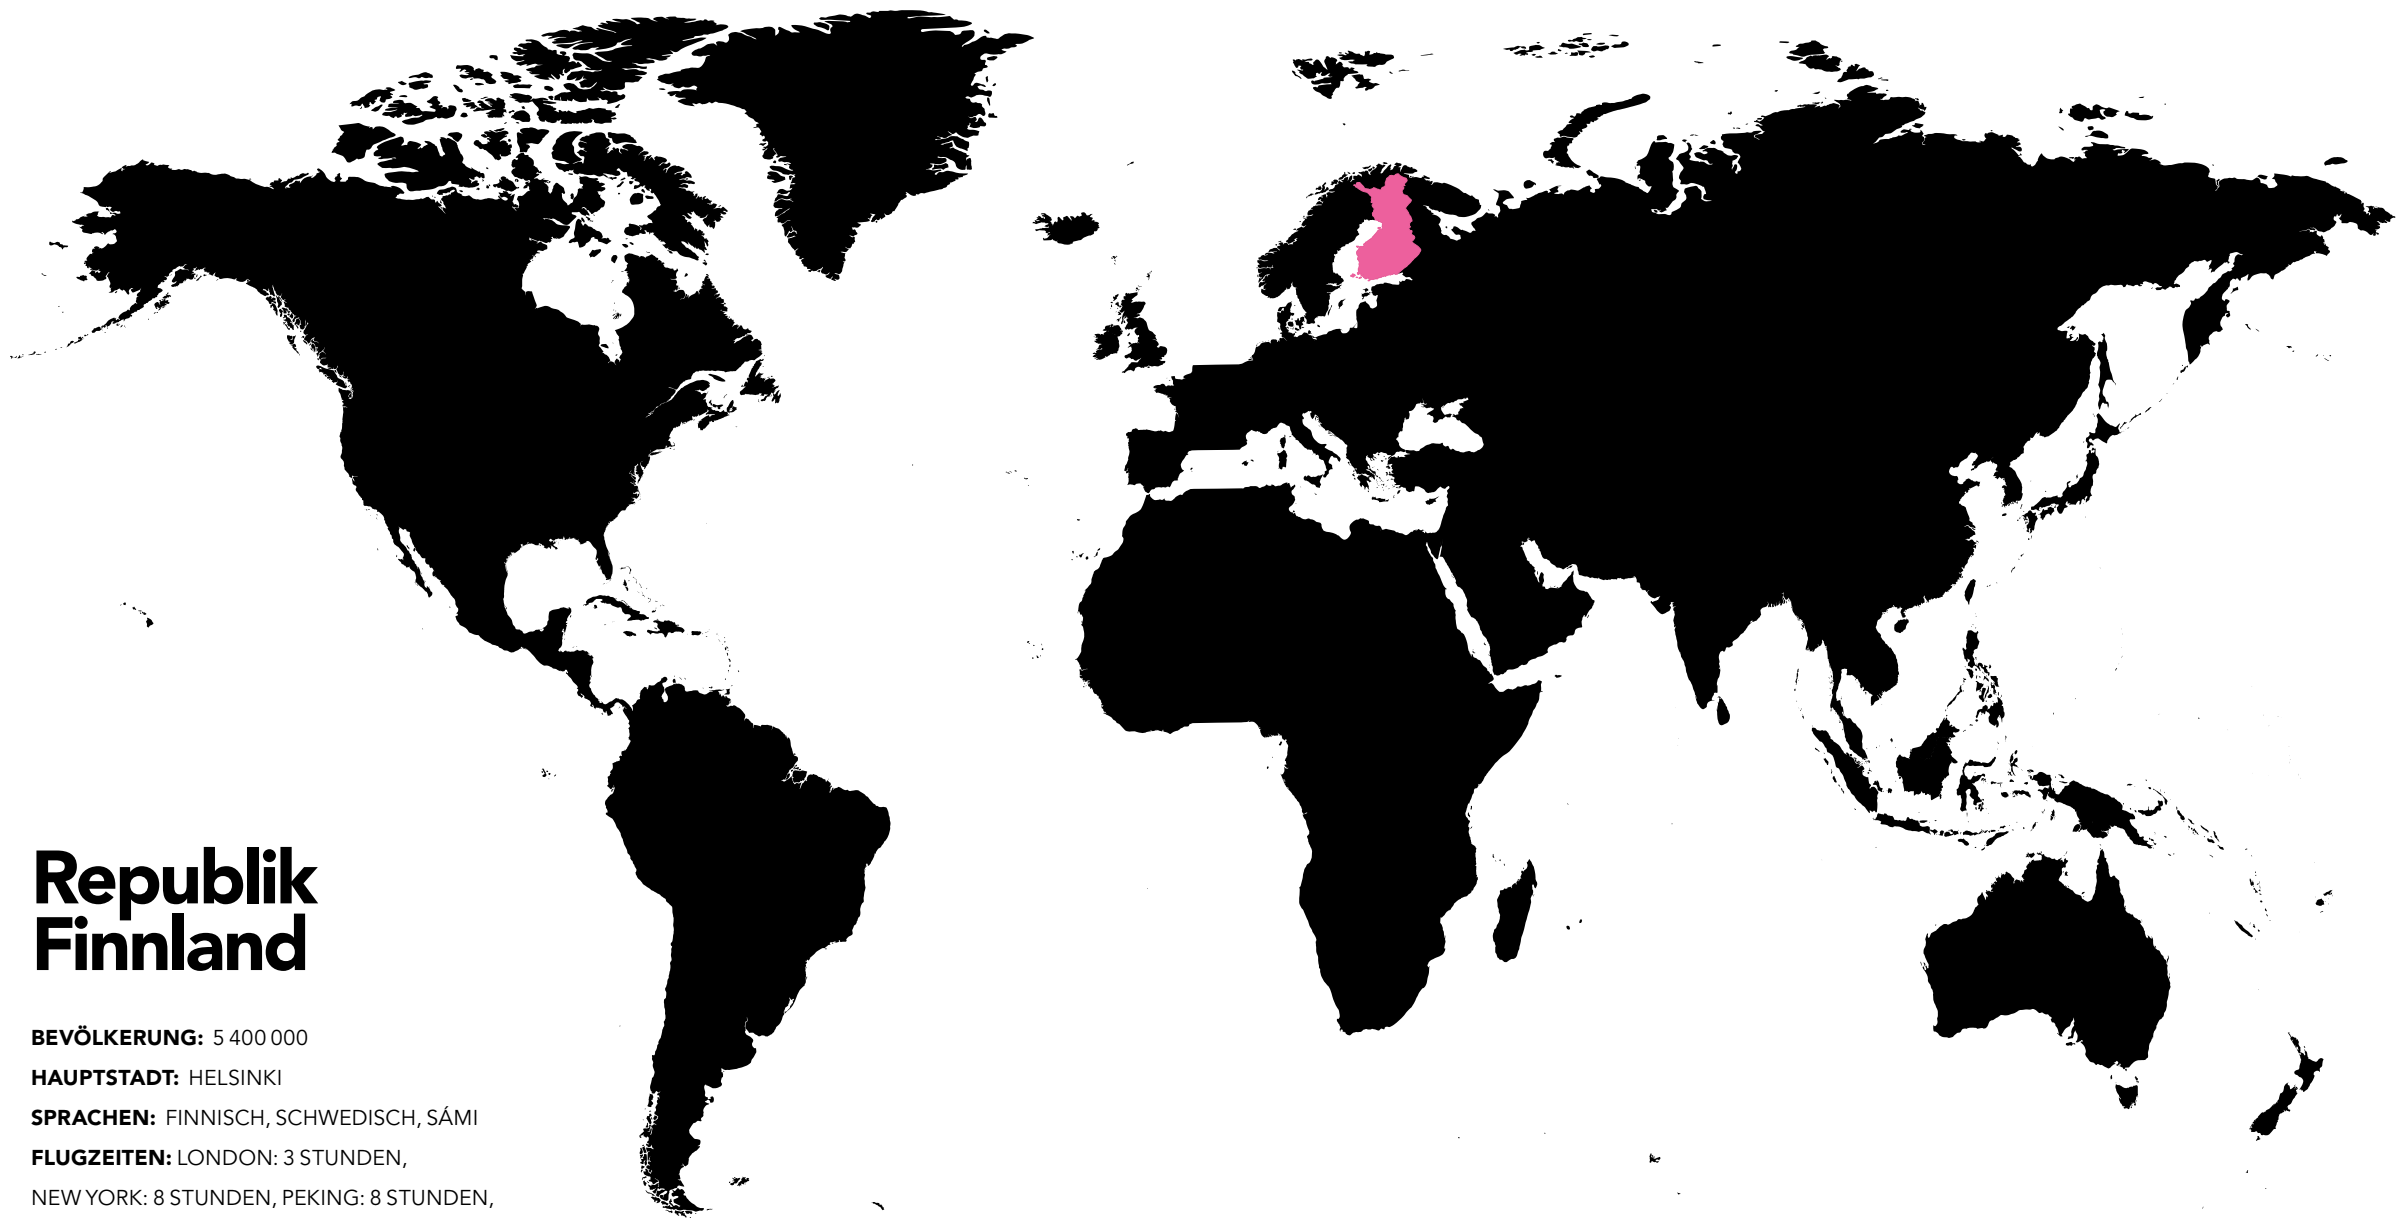 Republik
Finnland
BEVÖLKERUNG: 5 400 000
HAUPTSTADT: HELSINKI
SPRACHEN: FINNISCH, SCHWEDISCH, SÁMI
FLUGZEITEN: LONDON: 3 STUNDEN,
NEW YORK: 8 STUNDEN, PEKING: 8 STUNDEN,